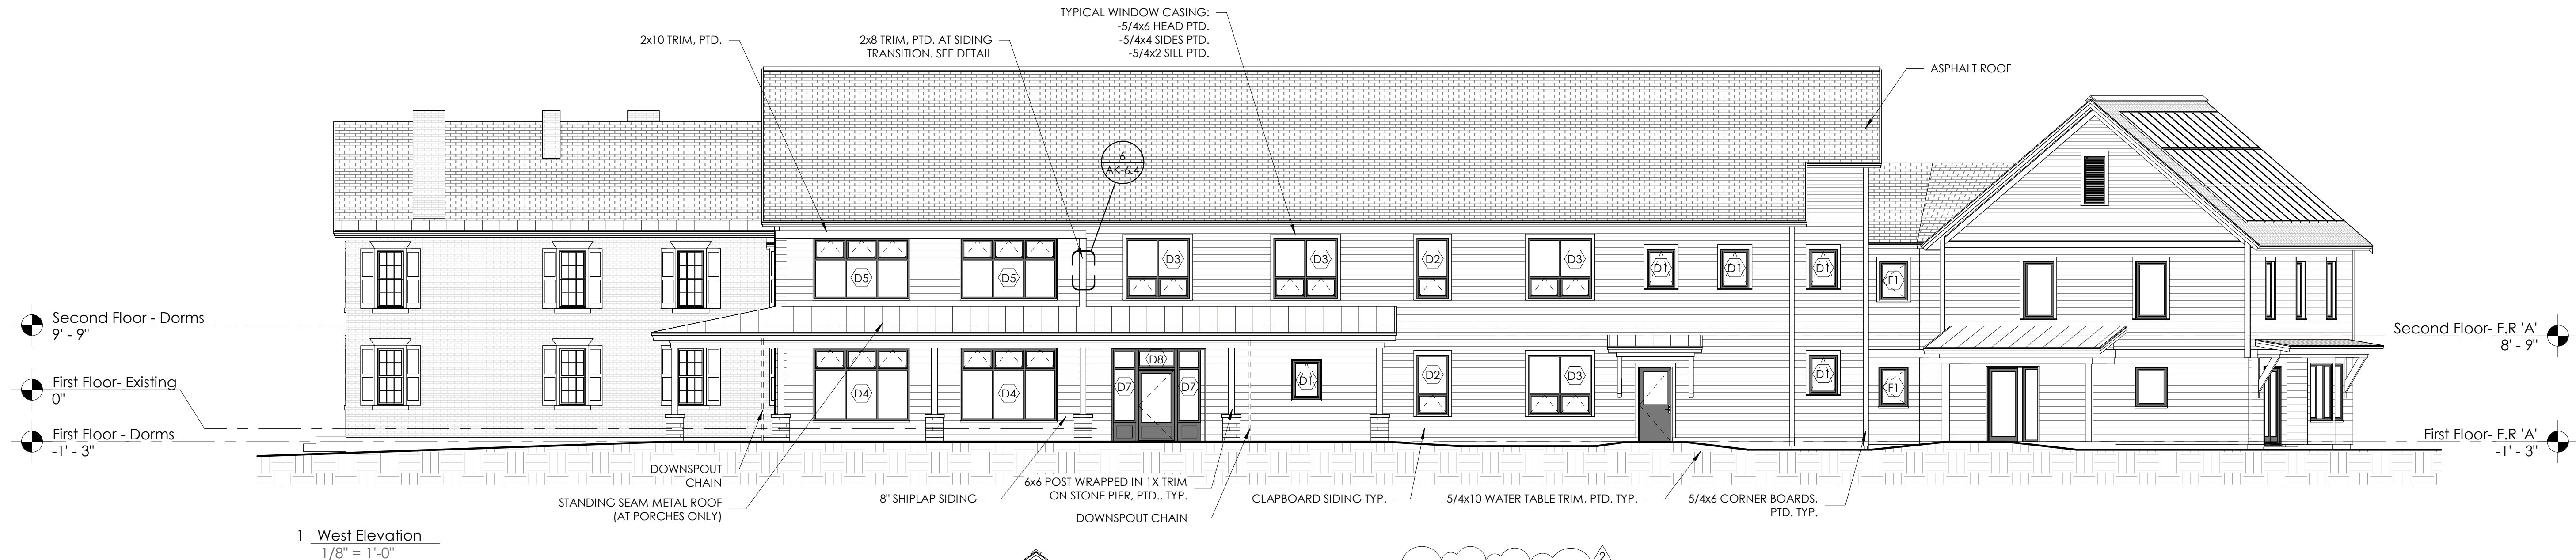 TYPICAL WINDOW CASING:
-5/4x6 HEAD PTD.
-5/4x4 SIDES PTD.
-5/4x2 SILL PTD.
2x10 TRIM, PTD.
2x8 TRIM, PTD. AT SIDING
TRANSITION. SEE DETAIL
ASPHALT ROOF
6
AK-6.4
D5
D5
D3
D3
D2
D3
D1
D1
D1
F1
Second Floor - Dorms
9' - 9"
Second Floor- F.R 'A'
8' - 9"
D4
D4
D7
D8
D7
D1
D2
D3
D1
F1
First Floor- Existing
0"
First Floor - Dorms
-1' - 3"
First Floor- F.R 'A'
-1' - 3"
DOWNSPOUT
CHAIN
STANDING SEAM METAL ROOF
(AT PORCHES ONLY)
8" SHIPLAP SIDING
6x6 POST WRAPPED IN 1X TRIM
ON STONE PIER, PTD., TYP.
DOWNSPOUT CHAIN
CLAPBOARD SIDING TYP.
5/4x10 WATER TABLE TRIM, PTD. TYP.
5/4x6 CORNER BOARDS,
PTD. TYP.
1 West Elevation
1/8" = 1'-0"
2